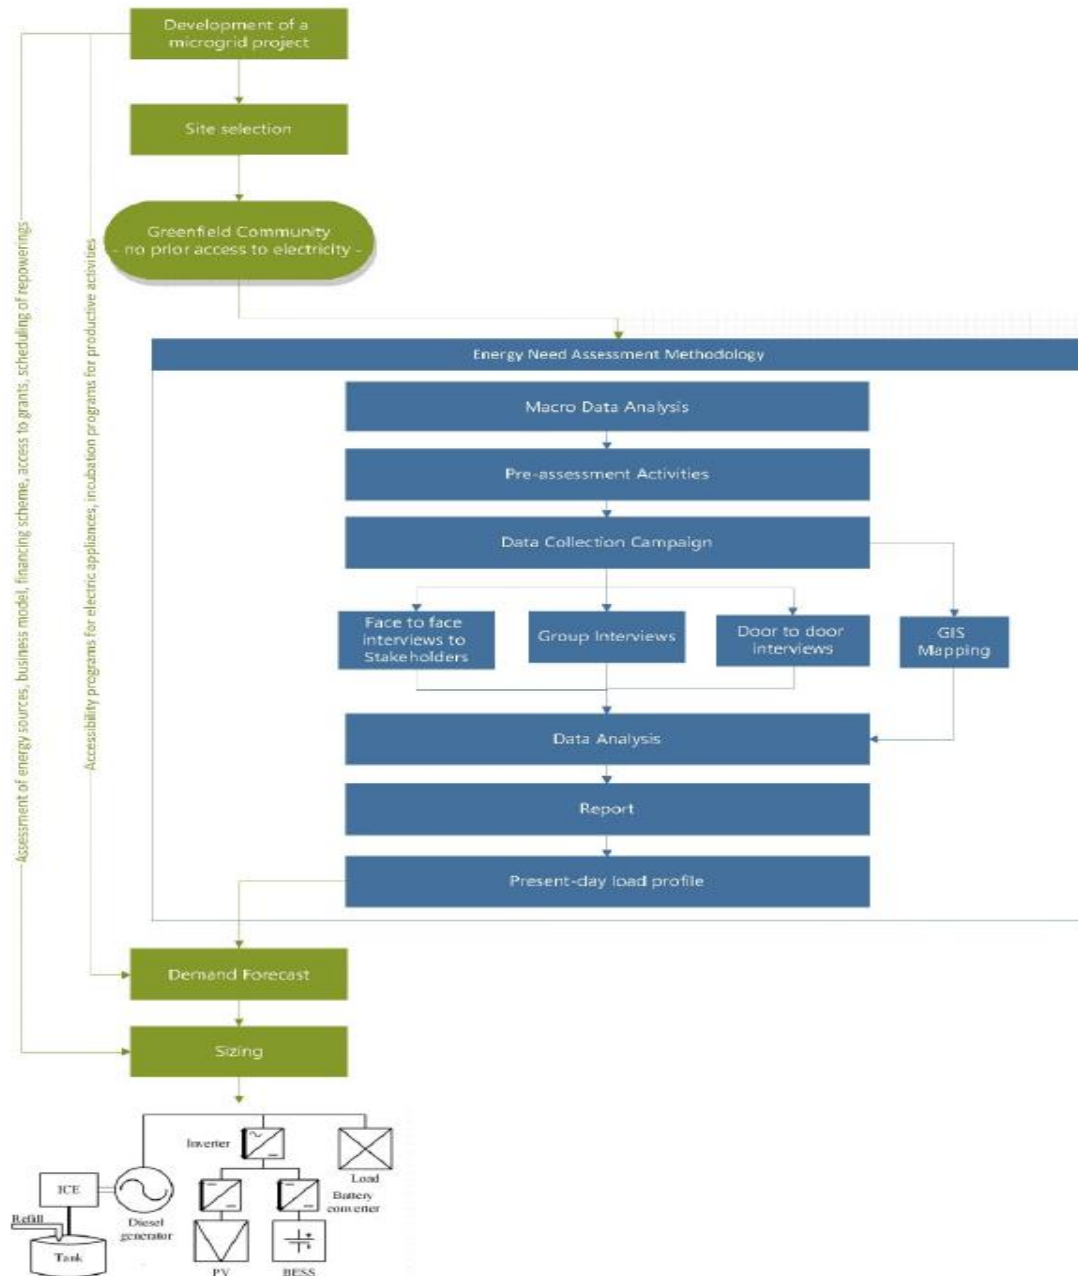 Development of a
microgrid project
Site selection
Greenfield Community
- no prior access to electricity -
Assessment of energy sources, business model, financing scheme, access to grants, scheduling of repowerings
Accessibility programs for electric appliances, incubation programs for productive activities
Energy Need Assessment Methodology
Macro Data Analysis
Pre-assessment Activities
Data Collection Campaign
Face to face
interviews to
Stakeholders
Group Interviews
Door to door
interviews
GIS
Mapping
Data Analysis
Report
Present-day load profile
Demand Forecast
Sizing
Inverter
Load
ICE
Battery
converter
Refill
Diesel
generator
Tank
PV
BESS